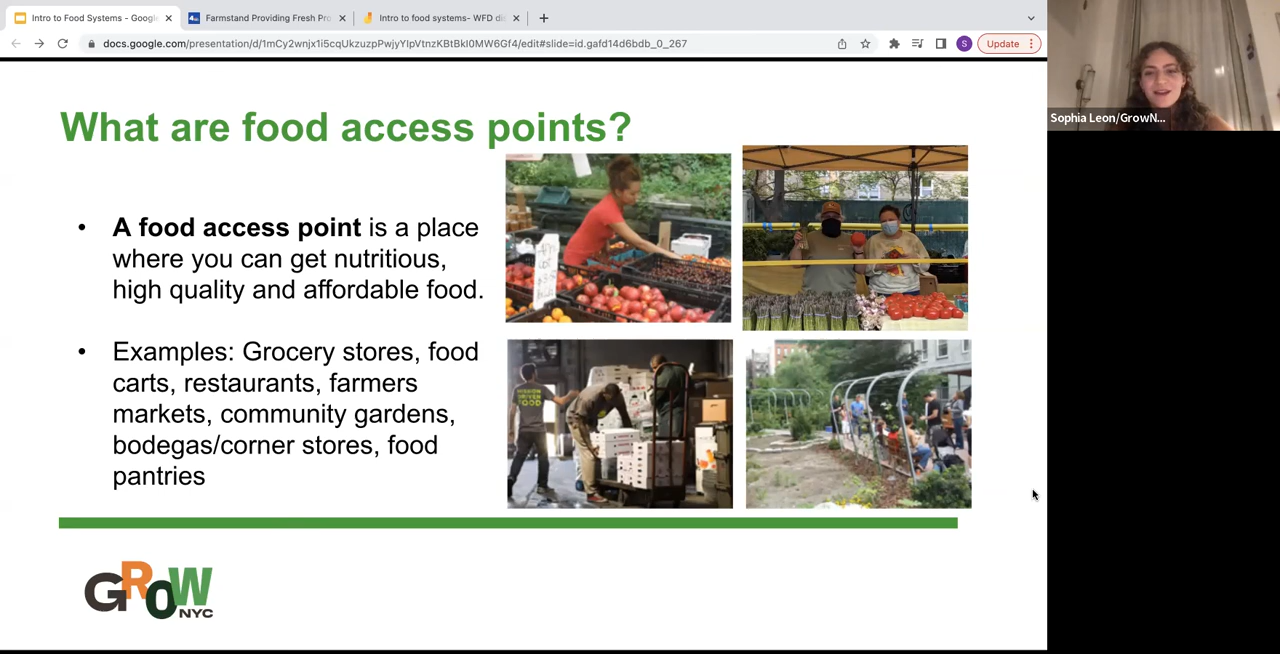 Intro to Food Systems - Googl
Farmstand Providing Fresh Pro
Intro to food systems- WFD di
docs.google.com/presentation/d/1mCy2wnjx1i5cqUkzuzpPwjyYIpVtnzKBtBkI0MW6Gf4/edit#slide=id.gafd14d6bdb_0_267
S
Update
Sophia Leon/GrowN...
What are food access points?
• A food access point is a place
where you can get nutritious,
high quality and affordable food.
• Examples: Grocery stores, food
carts, restaurants, farmers
markets, community gardens,
bodegas/corner stores, food
pantries
GROW
NYC